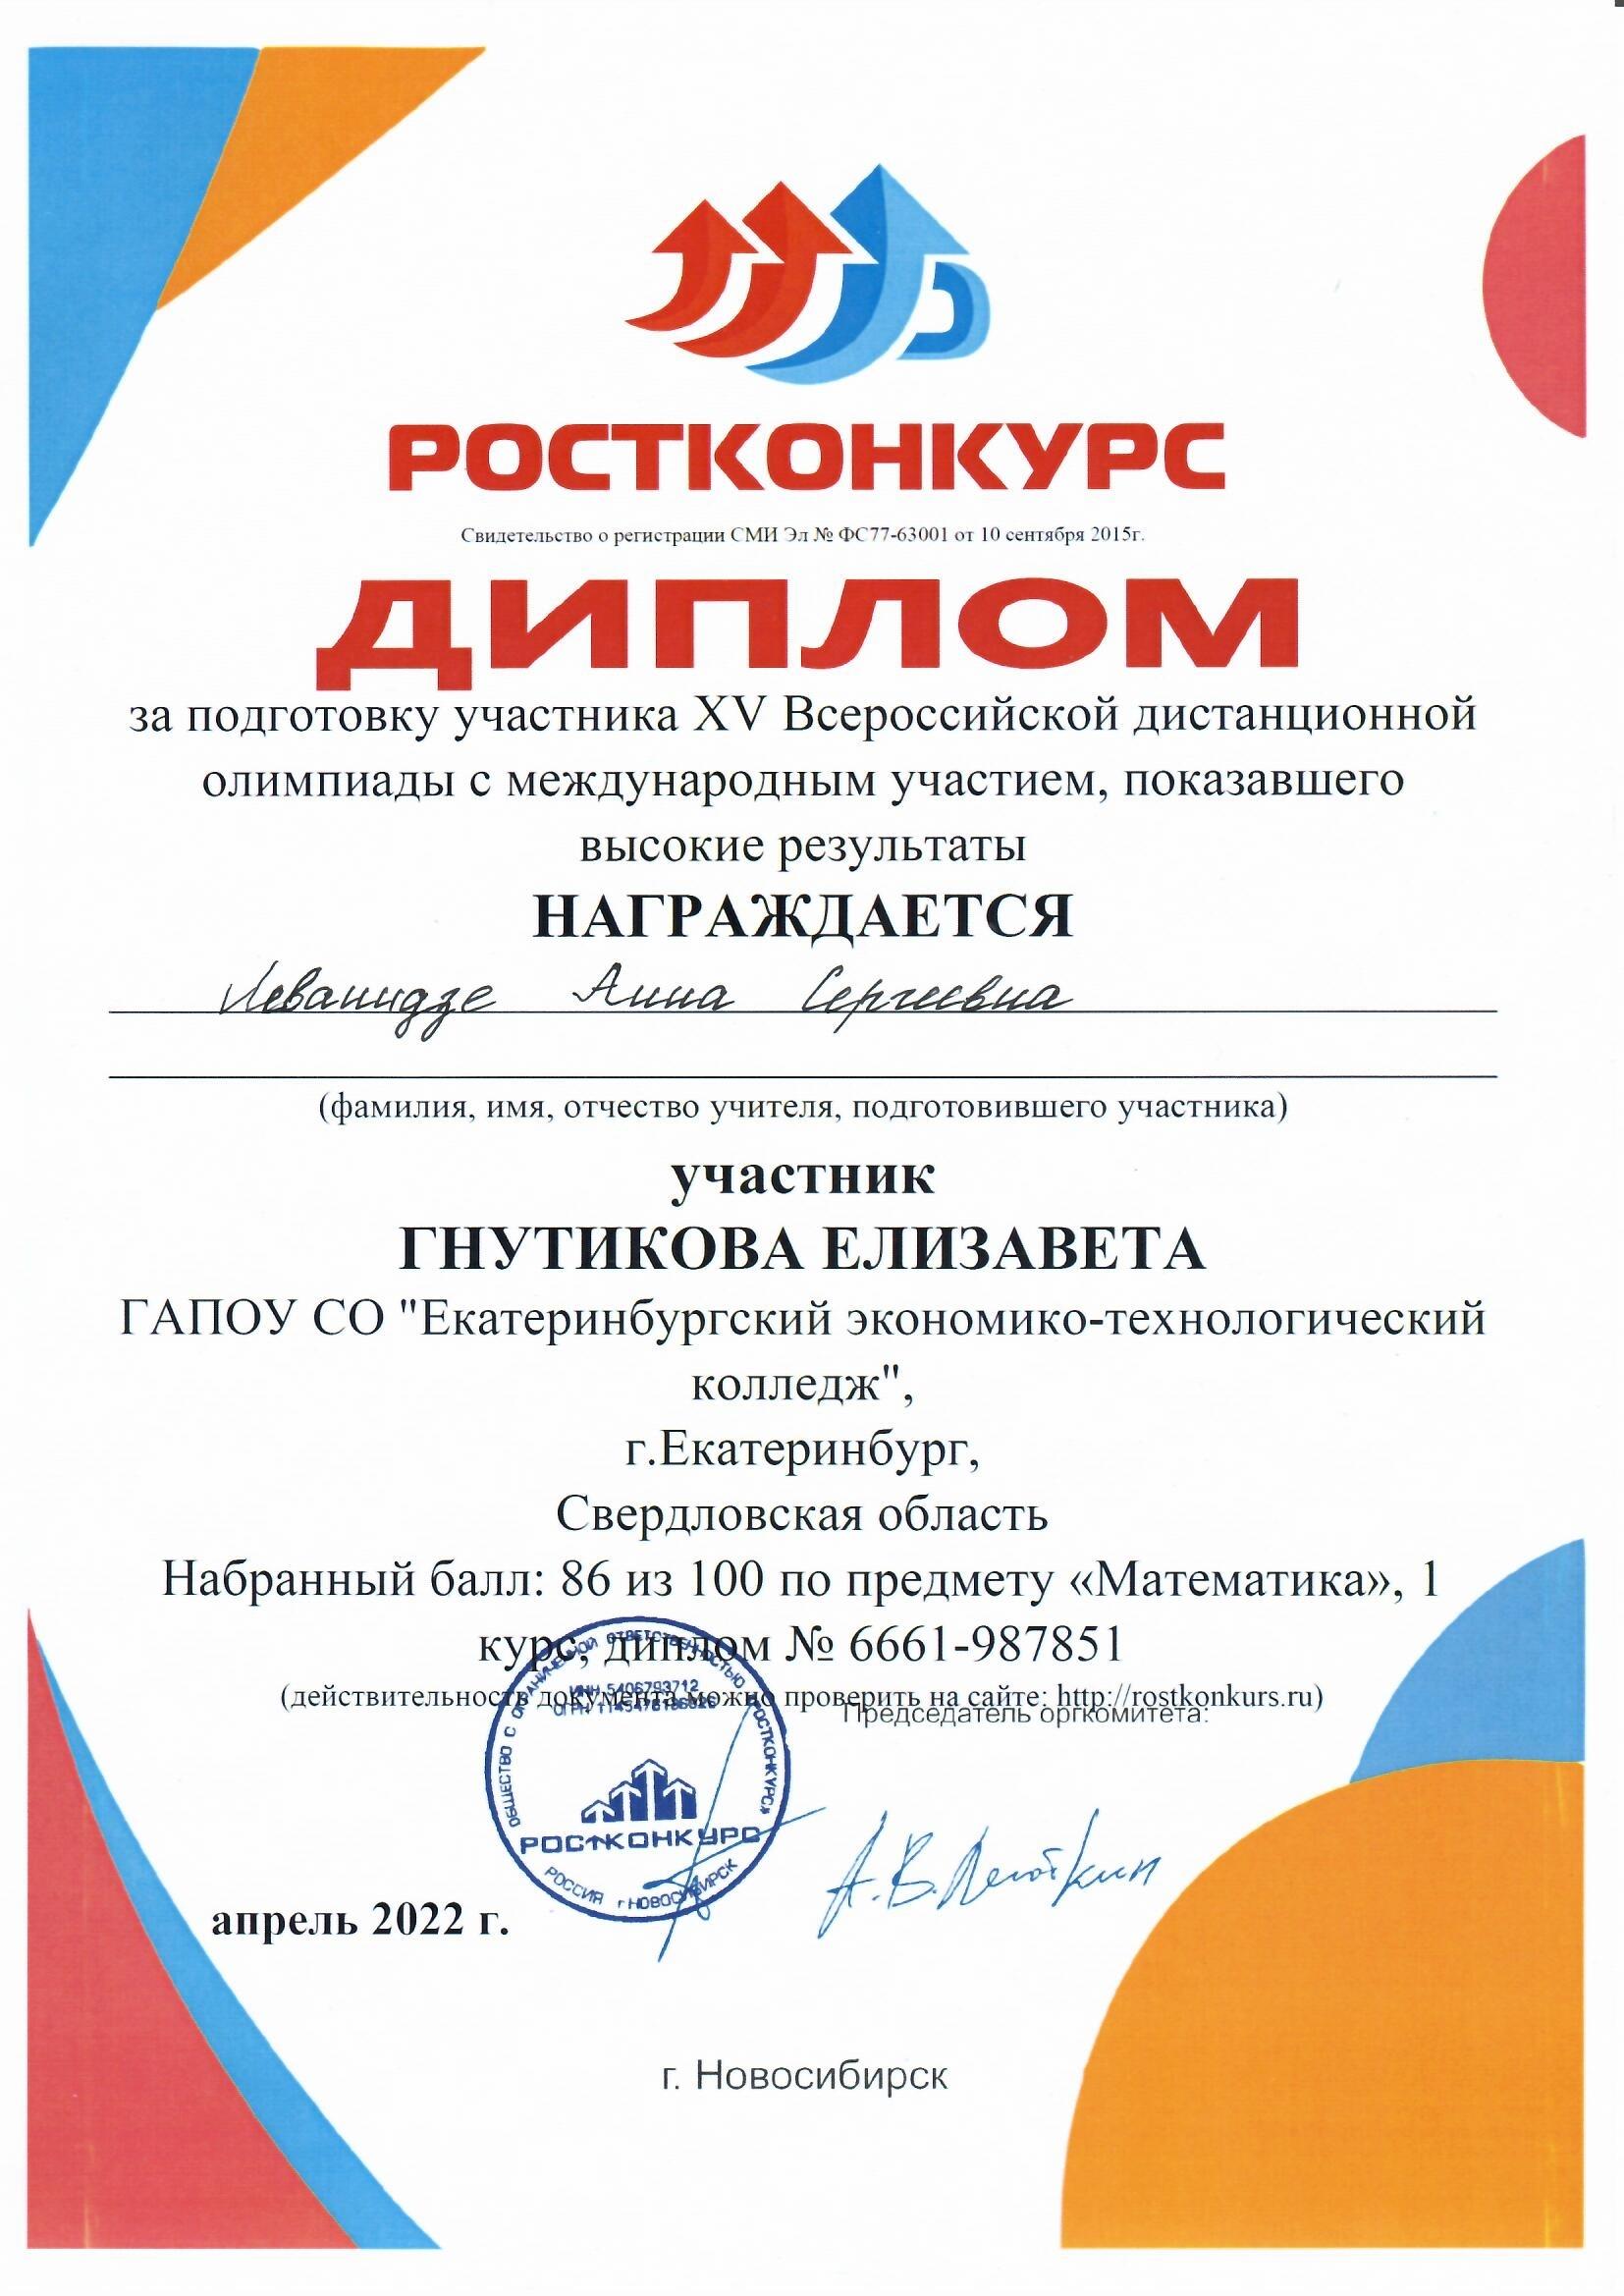 РОСТКОНКУРС
Свидетельство о регистрации СМИ Эл № ФС77-63001 от 10 сентября 2015г.
ДИПЛОМ
за подготовку участника XV Всероссийской дистанционной
олимпиады с международным участием, показавшего
высокие результаты
НАГРАЖДАЕТСЯ
Леванидзе Анна Сергеевна
(фамилия, имя, отчество учителя, подготовившего участника)
участник
ГНУТИКОВА ЕЛИЗАВЕТА
ГАПОУ СО "Екатеринбургский экономико-технологический
колледж",
г.Екатеринбург,
Свердловская область
Набранный балл: 86 из 100 по предмету «Математика», 1
курс, диплом № 6661-987851
(действительность документа можно проверить на сайте: http://rostkonkurs.ru)
Председатель оргкомитета:
ОБЩЕСТВО С ОГРАНИЧЕННОЙ ОТВЕТСТВЕННОСТЬЮ «РОСТКОНКУРС»
ИНН 5406793712
ОГРН
РОСТКОНКУРС
РОССИЯ г.НОВОСИБИРСК
А.В.
апрель 2022 г.
г. Новосибирск